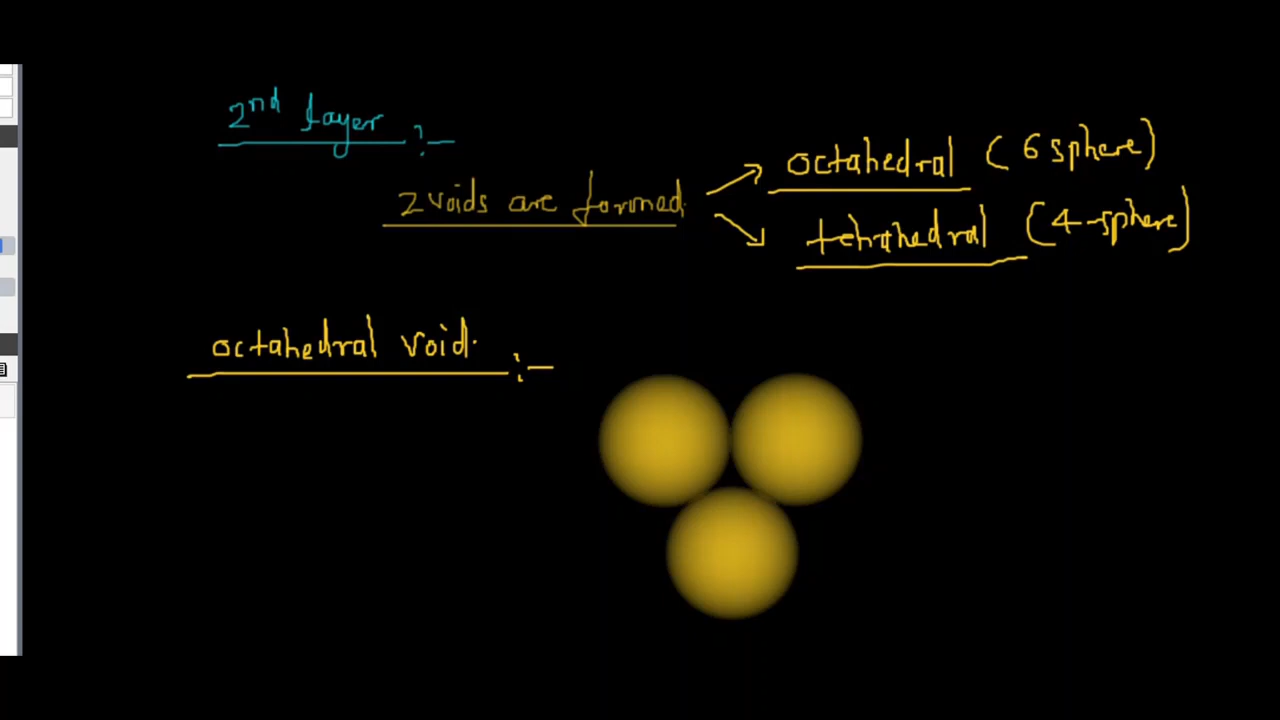 2nd layer :-
2 voids are formed
octahedral (6 sphere)
tetrahedral (4-sphere)
octahedral void. :-